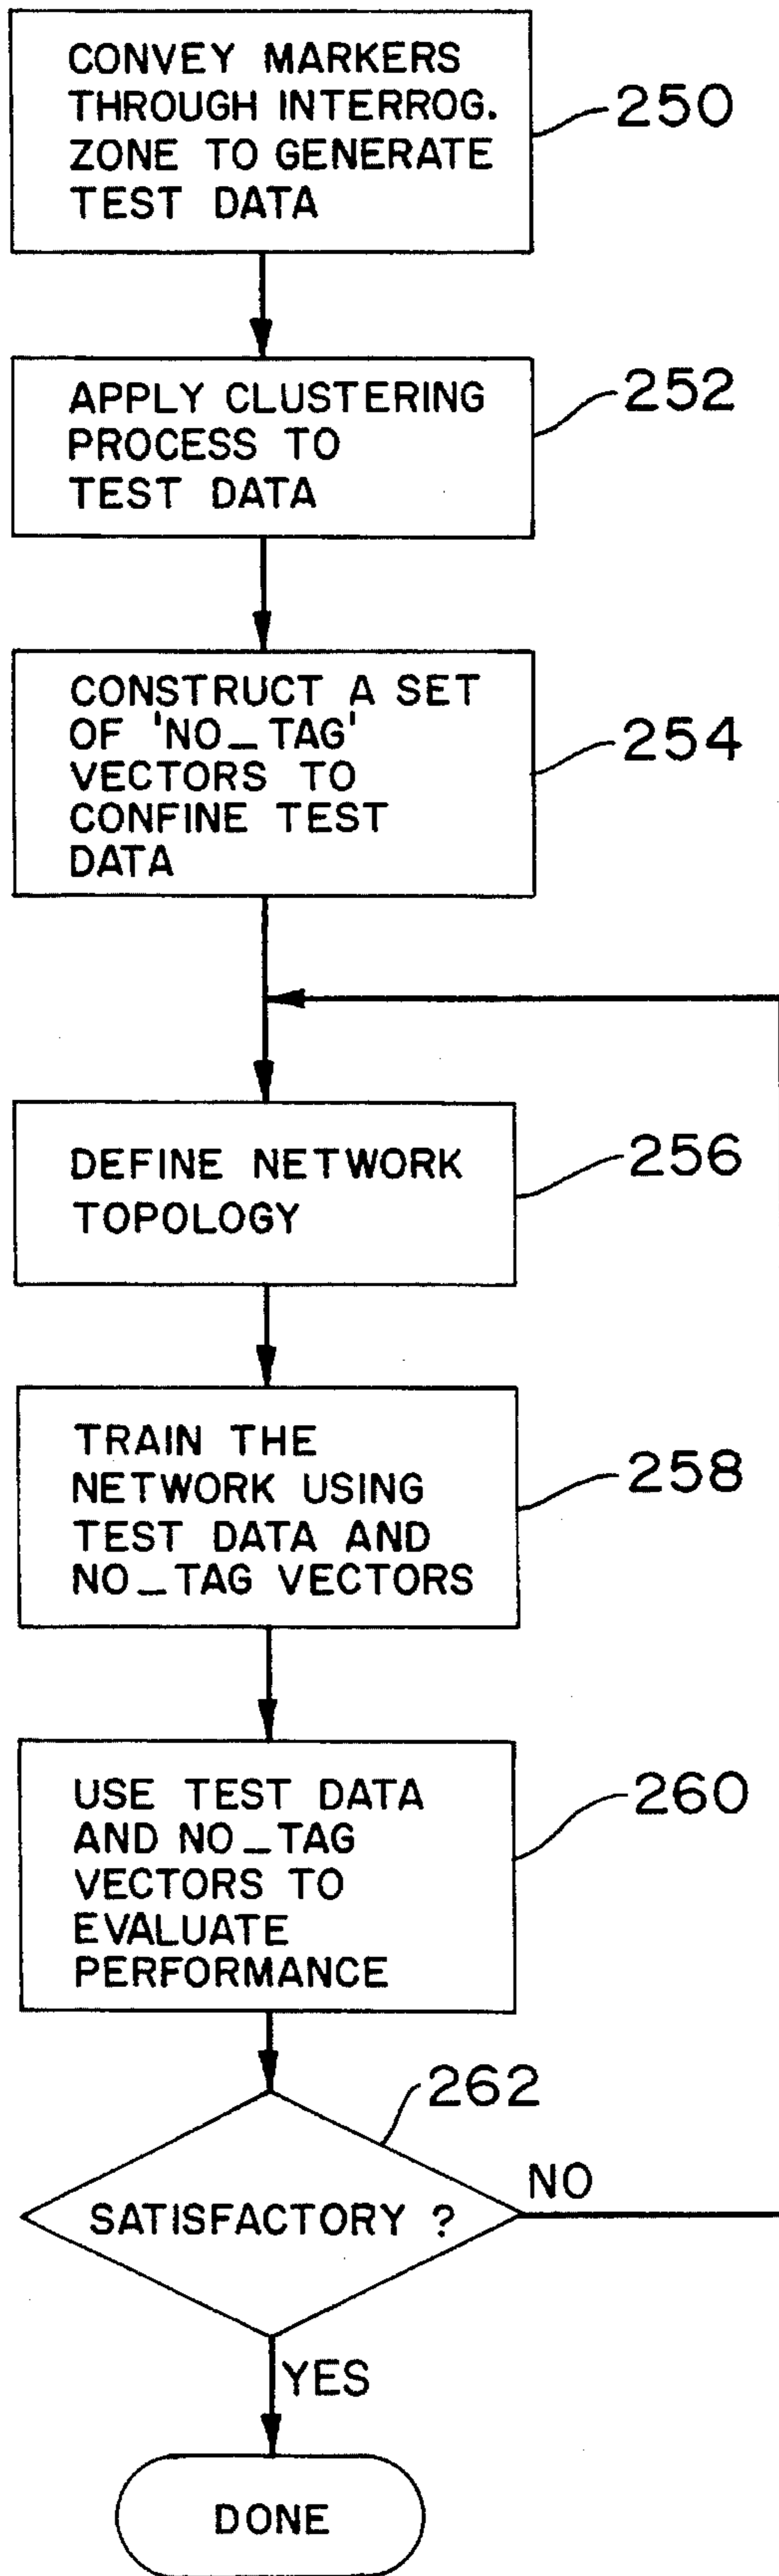 CONVEY MARKERS
THROUGH INTERROG.
ZONE TO GENERATE
TEST DATA
250
APPLY CLUSTERING
PROCESS TO
TEST DATA
252
CONSTRUCT A SET
OF 'NO_TAG'
VECTORS TO
CONFINE TEST
DATA
254
DEFINE NETWORK
TOPOLOGY
256
TRAIN THE
NETWORK USING
TEST DATA AND
NO_TAG VECTORS
258
USE TEST DATA
AND NO_TAG
VECTORS TO
EVALUATE
PERFORMANCE
260
262
SATISFACTORY ?
NO
YES
DONE